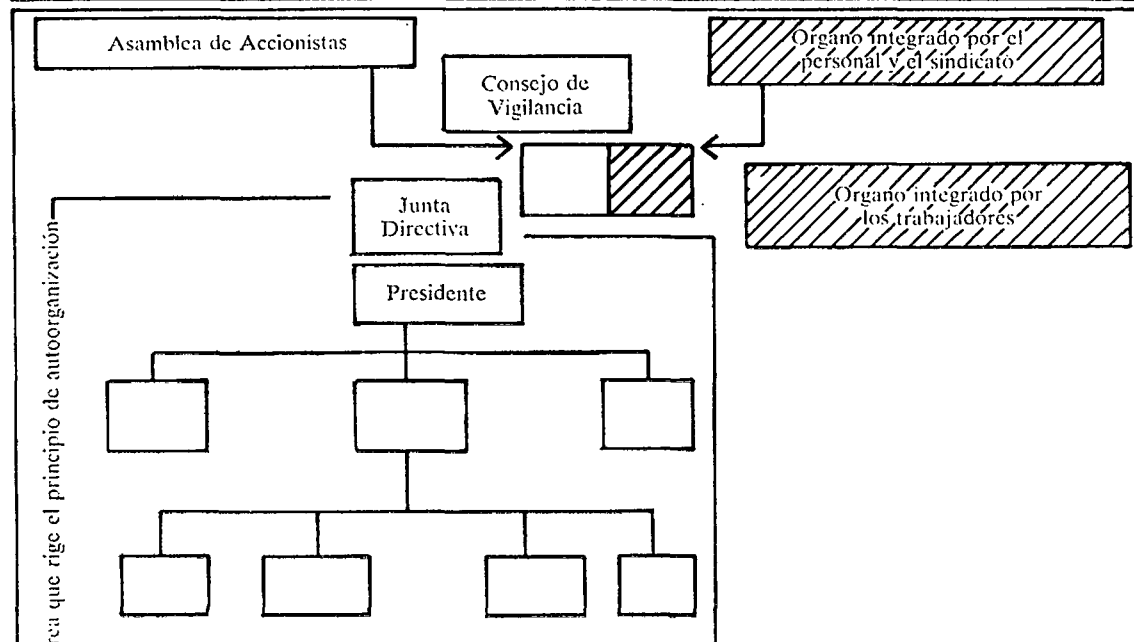 Asamblea de Accionistas
Organo integrado por el
personal y el sindicato
Consejo de
Vigilancia
Junta
Directiva
Organo integrado por
los trabajadores
Presidente
que rige el principio de autoorganización